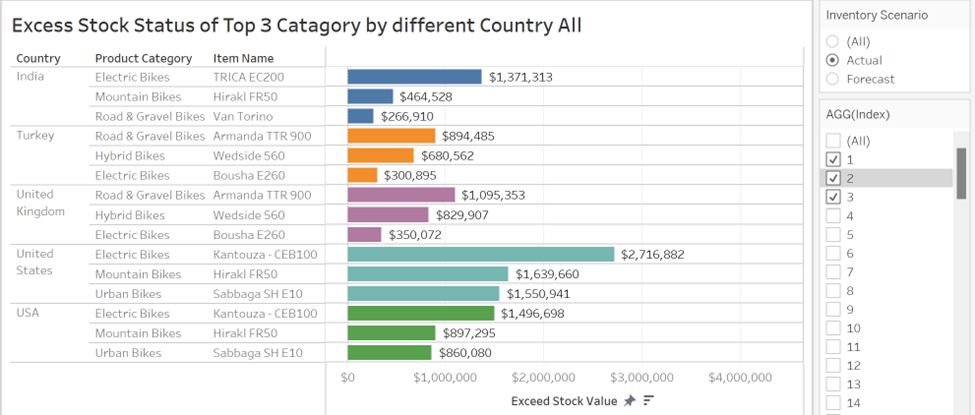 Excess Stock Status of Top 3 Catagory by different Country All
Country Product Category Item Name
India Electric Bikes TRICA EC200 $1,371,313
Mountain Bikes Hirakl FR50 $464,528
Road & Gravel Bikes Van Torino $266,910
Turkey Road & Gravel Bikes Armanda TTR 900 $894,485
Hybrid Bikes Wedside 560 $680,562
Electric Bikes Bousha E260 $300,895
United Kingdom Road & Gravel Bikes Armanda TTR 900 $1,095,353
Hybrid Bikes Wedside 560 $829,907
Electric Bikes Bousha E260 $350,072
United States Electric Bikes Kantouza - CEB100 $2,716,882
Mountain Bikes Hirakl FR50 $1,639,660
Urban Bikes Sabbaga SH E10 $1,550,941
USA Electric Bikes Kantouza - CEB100 $1,496,698
Mountain Bikes Hirakl FR50 $897,295
Urban Bikes Sabbaga SH E10 $860,080
$0 $1,000,000 $2,000,000 $3,000,000 $4,000,000
Exceed Stock Value
Inventory Scenario
(All)
Actual
Forecast
AGG(Index)
(All)
1
2
3
4
5
6
7
8
9
10
11
12
13
14